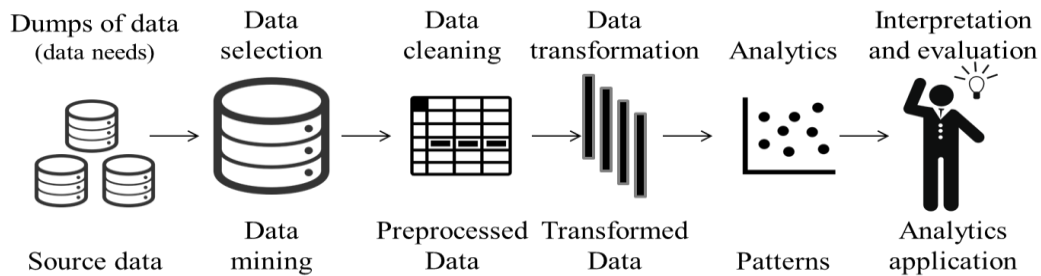 Dumps of data
(data needs)
Data
selection
Data
cleaning
Data
transformation
Analytics
Interpretation
and evaluation
Source data
Data
mining
Preprocessed
Data
Transformed
Data
Patterns
Analytics
application